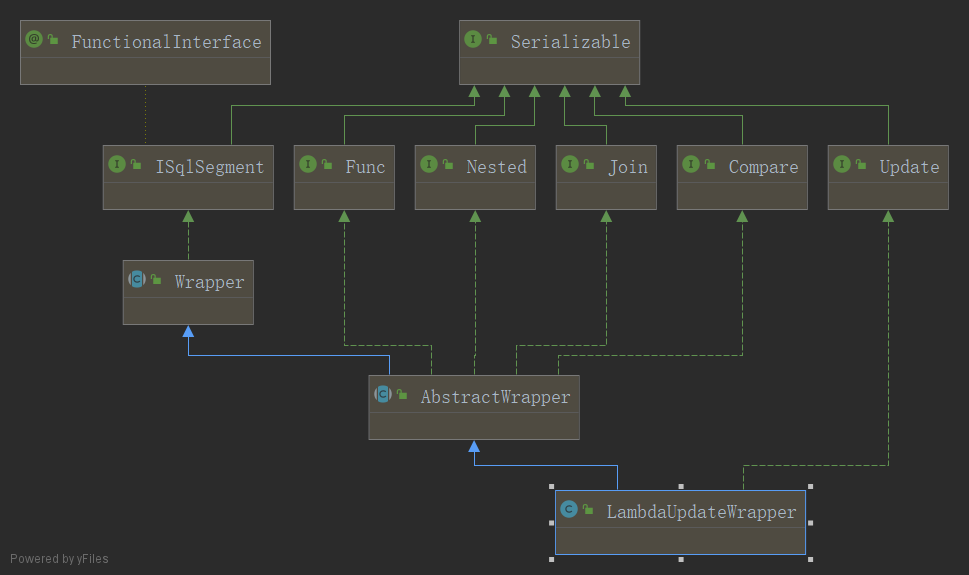 FunctionalInterface
Serializable
ISqlSegment
Func
Nested
Join
Compare
Update
Wrapper
AbstractWrapper
LambdaUpdateWrapper
Powered by yFiles